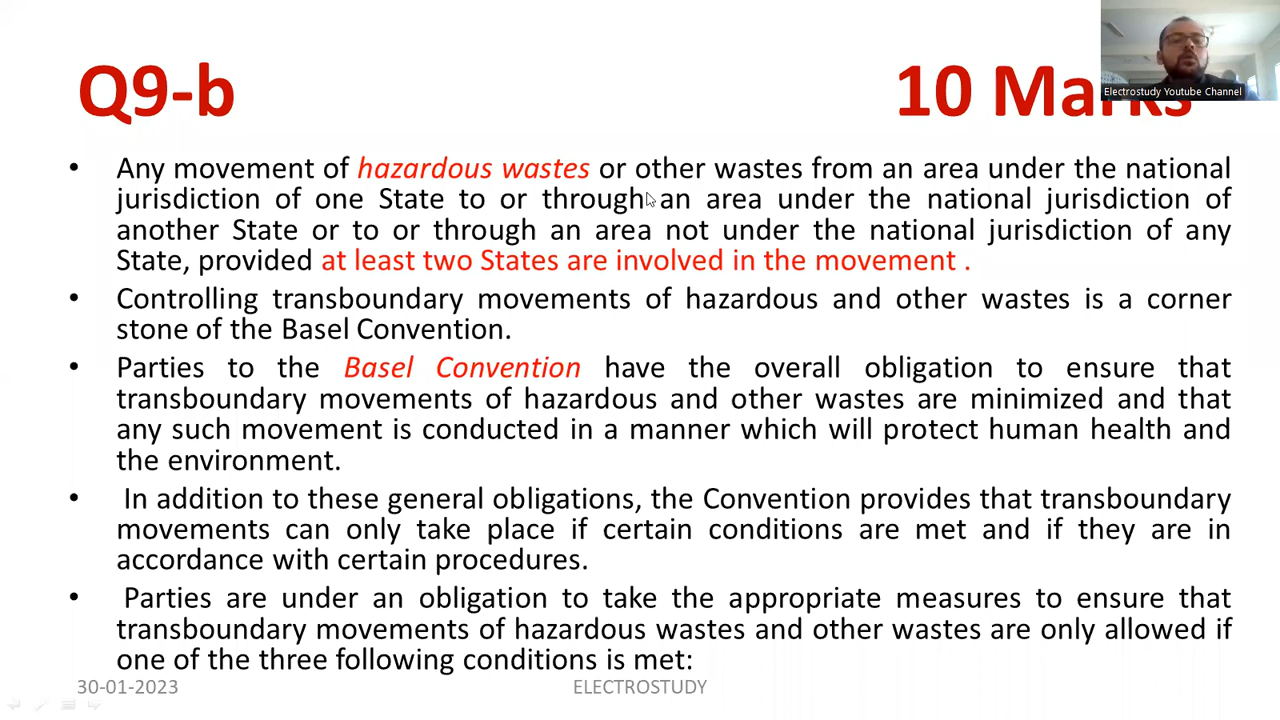 Q9-b
10 Marks
Electrostudy Youtube Channel
• Any movement of hazardous wastes or other wastes from an area under the national
jurisdiction of one State to or through an area under the national jurisdiction of
another State or to or through an area not under the national jurisdiction of any
State, provided at least two States are involved in the movement .
• Controlling transboundary movements of hazardous and other wastes is a corner
stone of the Basel Convention.
• Parties to the Basel Convention have the overall obligation to ensure that
transboundary movements of hazardous and other wastes are minimized and that
any such movement is conducted in a manner which will protect human health and
the environment.
• In addition to these general obligations, the Convention provides that transboundary
movements can only take place if certain conditions are met and if they are in
accordance with certain procedures.
• Parties are under an obligation to take the appropriate measures to ensure that
transboundary movements of hazardous wastes and other wastes are only allowed if
one of the three following conditions is met:
30-01-2023
ELECTROSTUDY